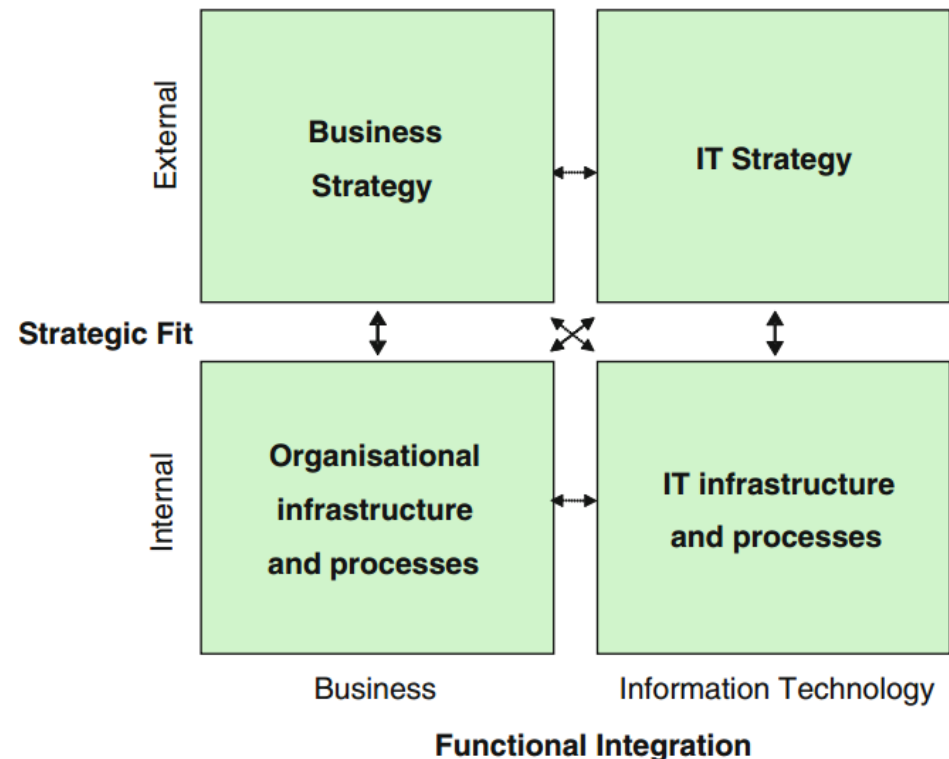 External
Business
Strategy
IT Strategy
Strategic Fit
Internal
Organisational
infrastructure
and processes
IT infrastructure
and processes
Business
Information Technology
Functional Integration